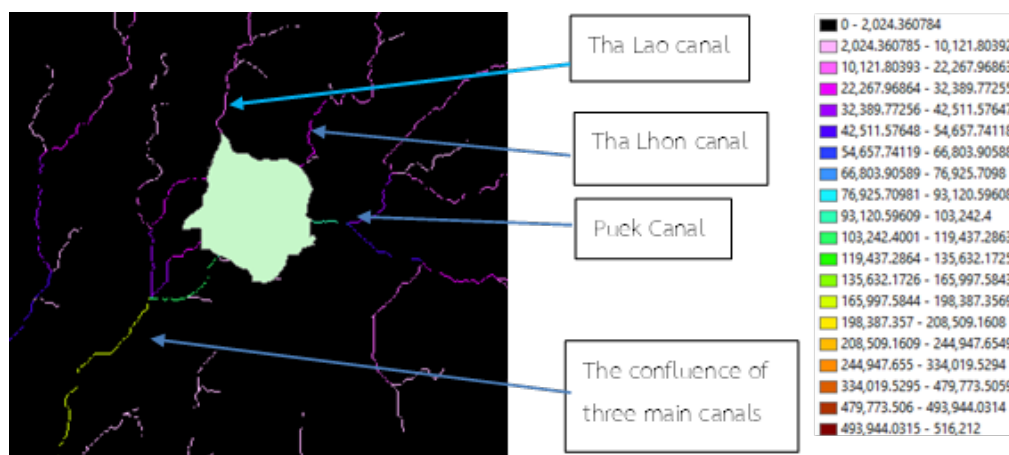 Tha Lao canal
Tha Lhon canal
Puek Canal
The confluence of
three main canals
0 - 2,024.360784
2,024.360785 - 10,121.80392
10,121.80393 - 22,267.96863
22,267.96864 - 32,389.77255
32,389.77256 - 42,511.57647
42,511.57648 - 54,657.74118
54,657.74119 - 66,803.90588
66,803.90589 - 76,925.7098
76,925.70981 - 93,120.59608
93,120.59609 - 103,242.4
103,242.4001 - 119,437.2863
119,437.2864 - 135,632.1725
135,632.1726 - 165,997.5843
165,997.5844 - 198,387.3569
198,387.357 - 208,509.1608
208,509.1609 - 244,947.6549
244,947.655 - 334,019.5294
334,019.5295 - 479,773.5059
479,773.506 - 493,944.0314
493,944.0315 - 516,212